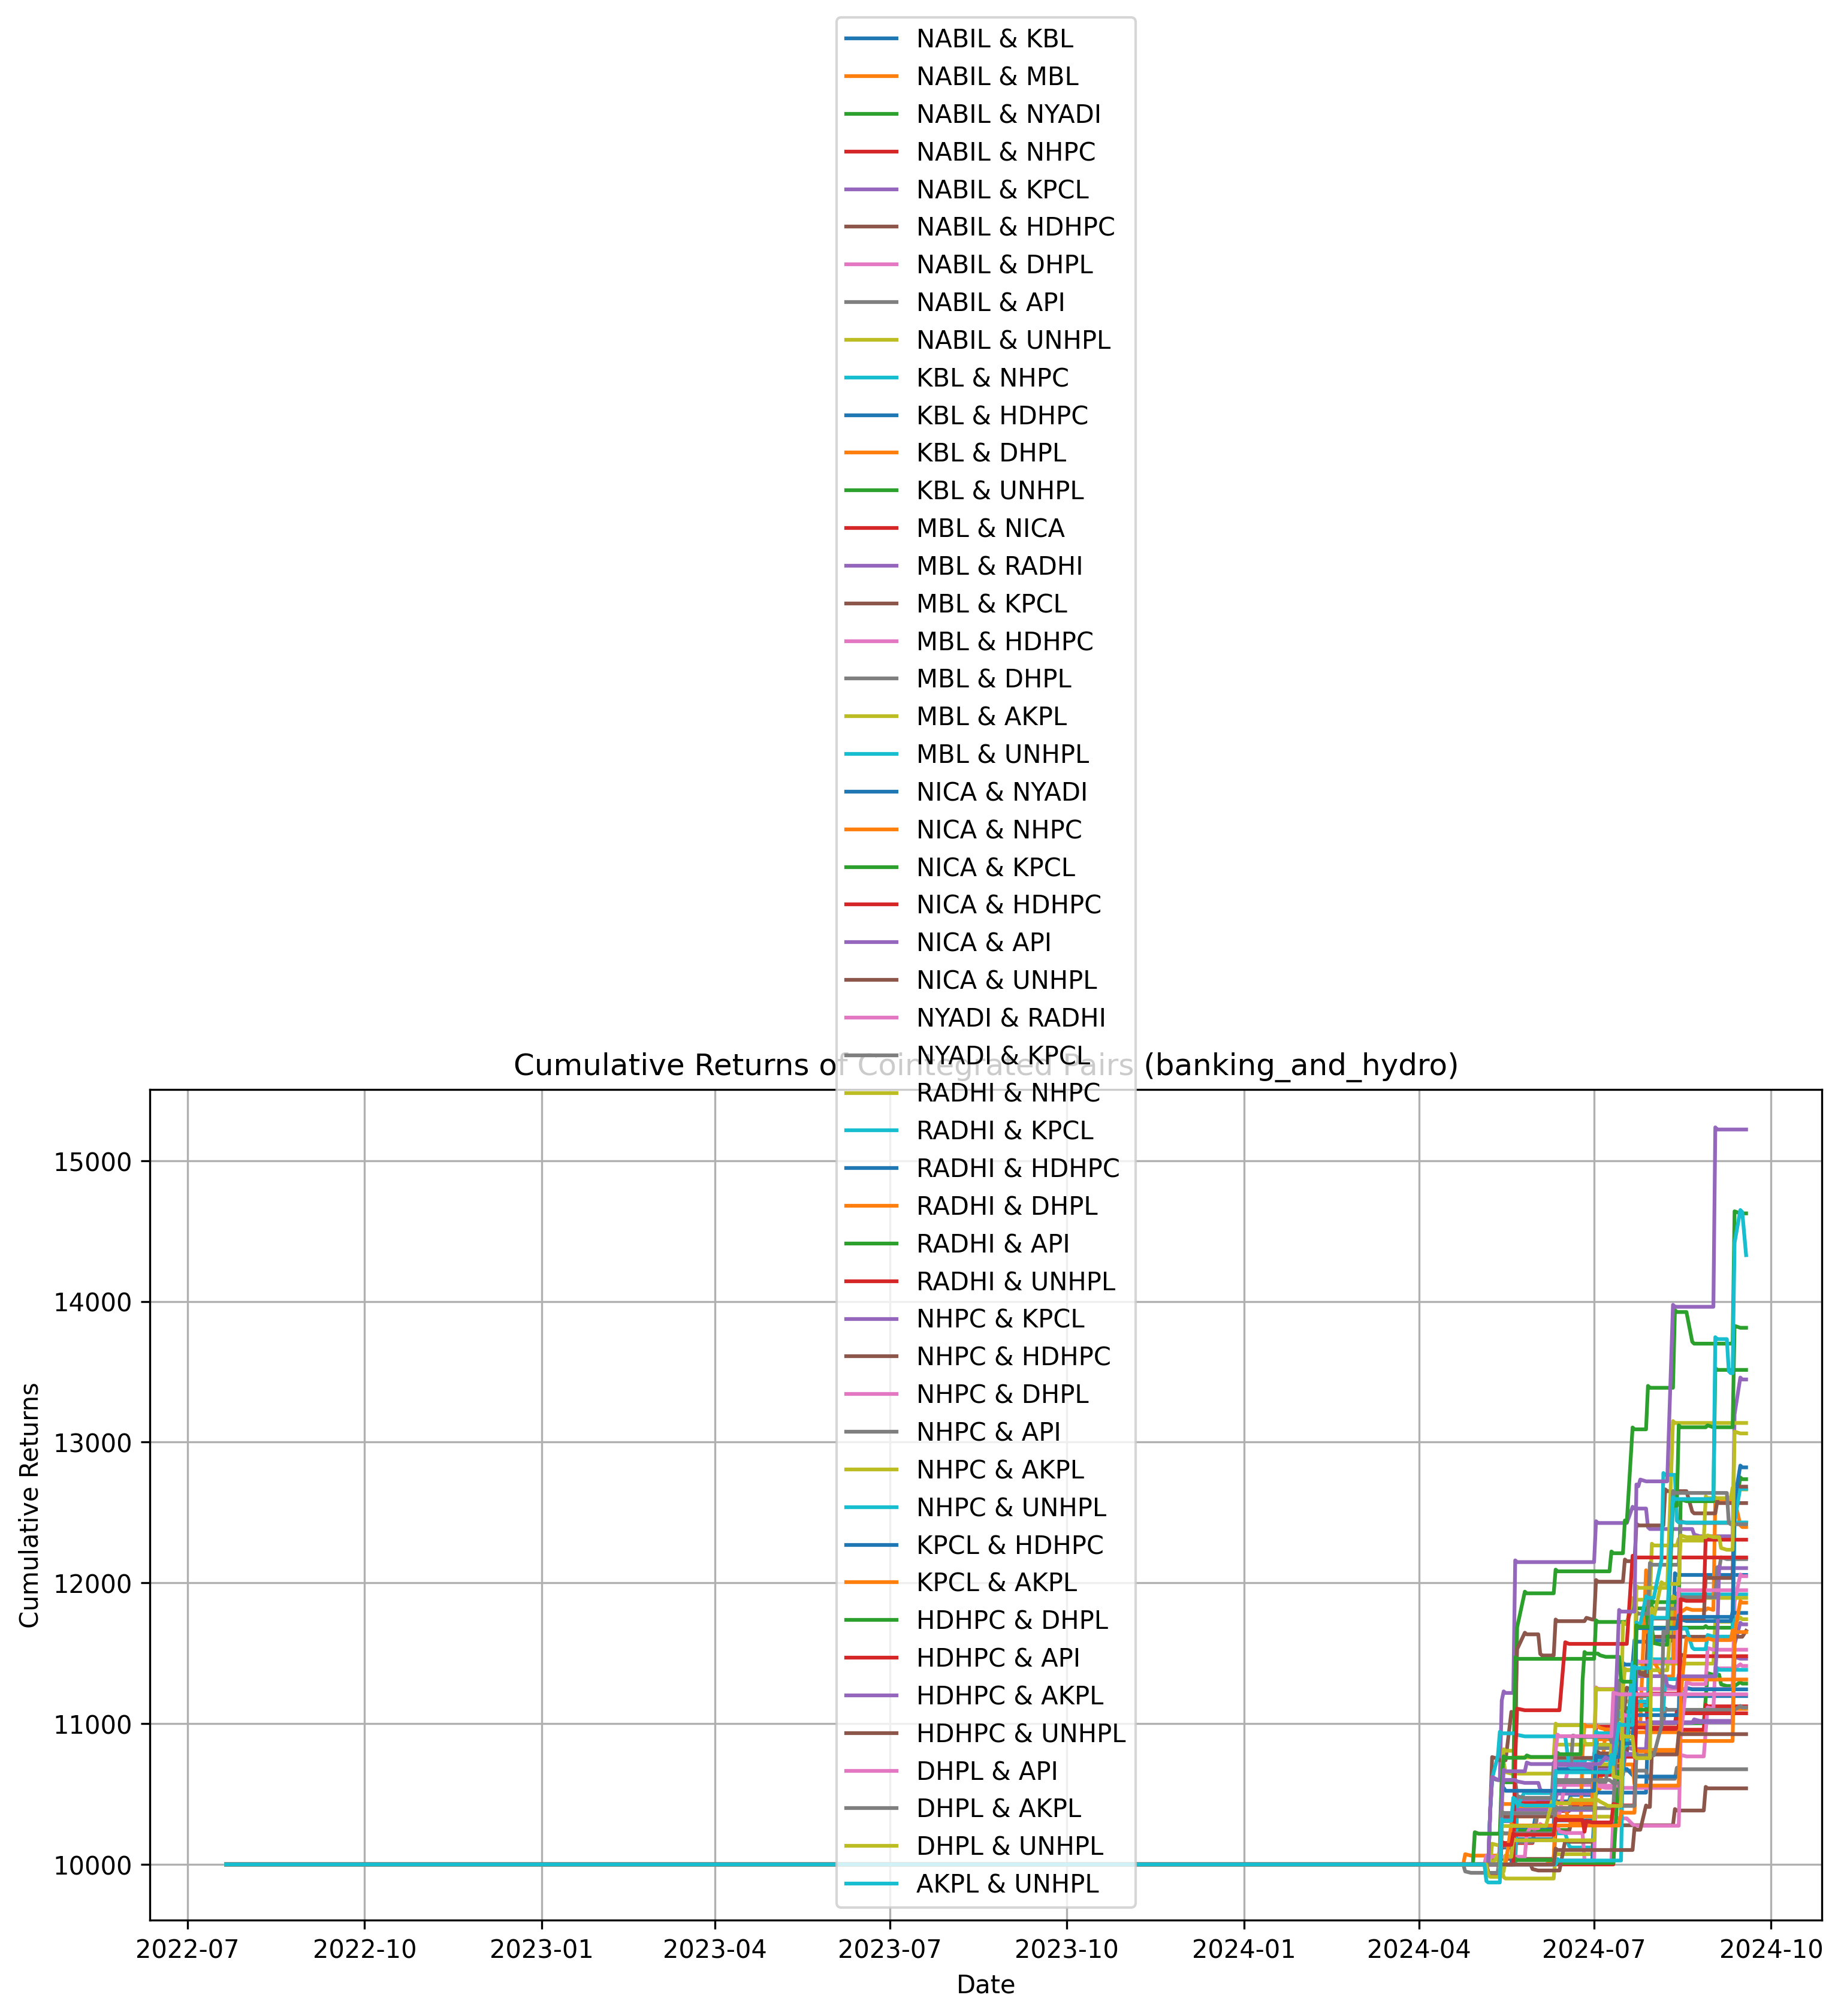 NABIL & KBL
NABIL & MBL
NABIL & NYADI
NABIL & NHPC
NABIL & KPCL
NABIL & HDHPC
NABIL & DHPL
NABIL & API
NABIL & UNHPL
KBL & NHPC
KBL & HDHPC
KBL & DHPL
KBL & UNHPL
MBL & NICA
MBL & RADHI
MBL & KPCL
MBL & HDHPC
MBL & DHPL
MBL & AKPL
MBL & UNHPL
NICA & NYADI
NICA & NHPC
NICA & KPCL
NICA & HDHPC
NICA & API
NICA & UNHPL
NYADI & RADHI
NYADI & KPCL
Cumulative Returns of Cointegrated Pairs (banking_and_hydro)
RADHI & NHPC
RADHI & KPCL
RADHI & HDHPC
RADHI & DHPL
RADHI & API
RADHI & UNHPL
NHPC & KPCL
NHPC & HDHPC
NHPC & DHPL
NHPC & API
NHPC & AKPL
NHPC & UNHPL
KPCL & HDHPC
KPCL & AKPL
HDHPC & DHPL
HDHPC & API
HDHPC & AKPL
HDHPC & UNHPL
DHPL & API
DHPL & AKPL
DHPL & UNHPL
AKPL & UNHPL
Cumulative Returns
15000
14000
13000
12000
11000
10000
2022-07 2022-10 2023-01 2023-04 2023-07 2023-10 2024-01 2024-04 2024-07 2024-10
Date